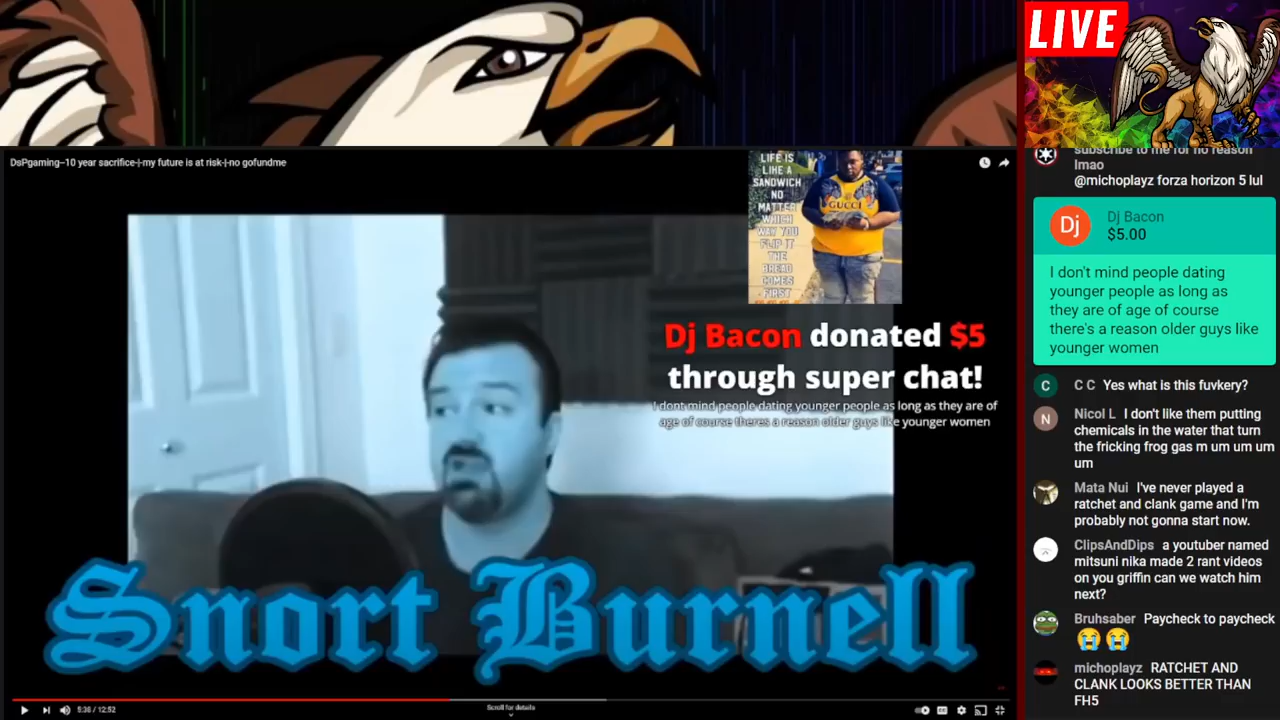 LIVE
DsPgaming--10 year sacrifice-|-my future is at risk-|-no gofundme
LIFE IS
LIKE A
SANDWICH
NO
MATTER
WHICH
WAY YOU
FLIP IT
THE
BREAD
COMES
FIRST
GUCCI
Dj Bacon donated $5
through super chat!
I dont mind people dating younger people as long as they are of
age of course theres a reason older guys like younger women
Snort Burnell
5:38 / 12:52
Scroll for details
subscribe to me for no reason
lmao
@michoplayz forza horizon 5 lul
Dj
Dj Bacon
$5.00
I don't mind people dating
younger people as long as
they are of age of course
there's a reason older guys like
younger women
C
C C Yes what is this fuvkery?
N
Nicol L I don't like them putting
chemicals in the water that turn
the fricking frog gas m um um um
um
Mata Nui I've never played a
ratchet and clank game and I'm
probably not gonna start now.
ClipsAndDips a youtuber named
mitsuni nika made 2 rant videos
on you griffin can we watch him
next?
Bruhsaber Paycheck to paycheck
michoplayz RATCHET AND
CLANK LOOKS BETTER THAN
FH5